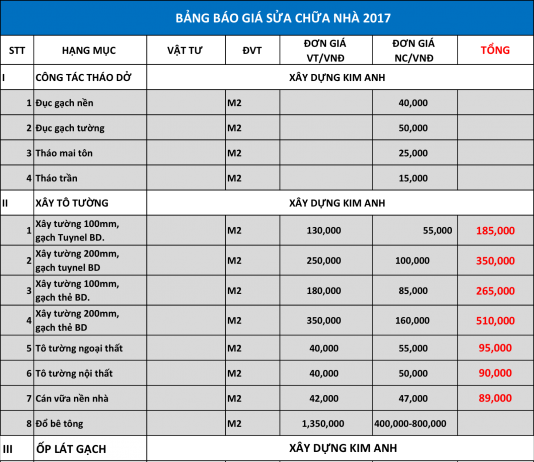 BẢNG BÁO GIÁ SỬA CHỮA NHÀ 2017
STT HẠNG MỤC VẬT TƯ ĐVT ĐƠN GIÁ VT/VNĐ ĐƠN GIÁ NC/VNĐ TỔNG
I CÔNG TÁC THÁO DỞ XÂY DỰNG KIM ANH
1 Đục gạch nền M2 40,000
2 Đục gạch tường M2 50,000
3 Tháo mai tôn M2 25,000
4 Tháo trần M2 15,000
II XÂY TÔ TƯỜNG XÂY DỰNG KIM ANH
1 Xây tường 100mm, gạch Tuynel BD. M2 130,000 55,000 185,000
2 Xây tường 200mm, gạch tuynel BD M2 250,000 100,000 350,000
3 Xây tường 100mm, gạch thẻ BD. M2 180,000 85,000 265,000
4 Xây tường 200mm, gạch thẻ BD M2 350,000 160,000 510,000
5 Tô tường ngoại thất M2 40,000 55,000 95,000
6 Tô tường nội thất M2 40,000 50,000 90,000
7 Cán vữa nền nhà M2 42,000 47,000 89,000
8 Đổ bê tông M2 1,350,000 400,000-800,000
III ỐP LÁT GẠCH XÂY DỰNG KIM ANH